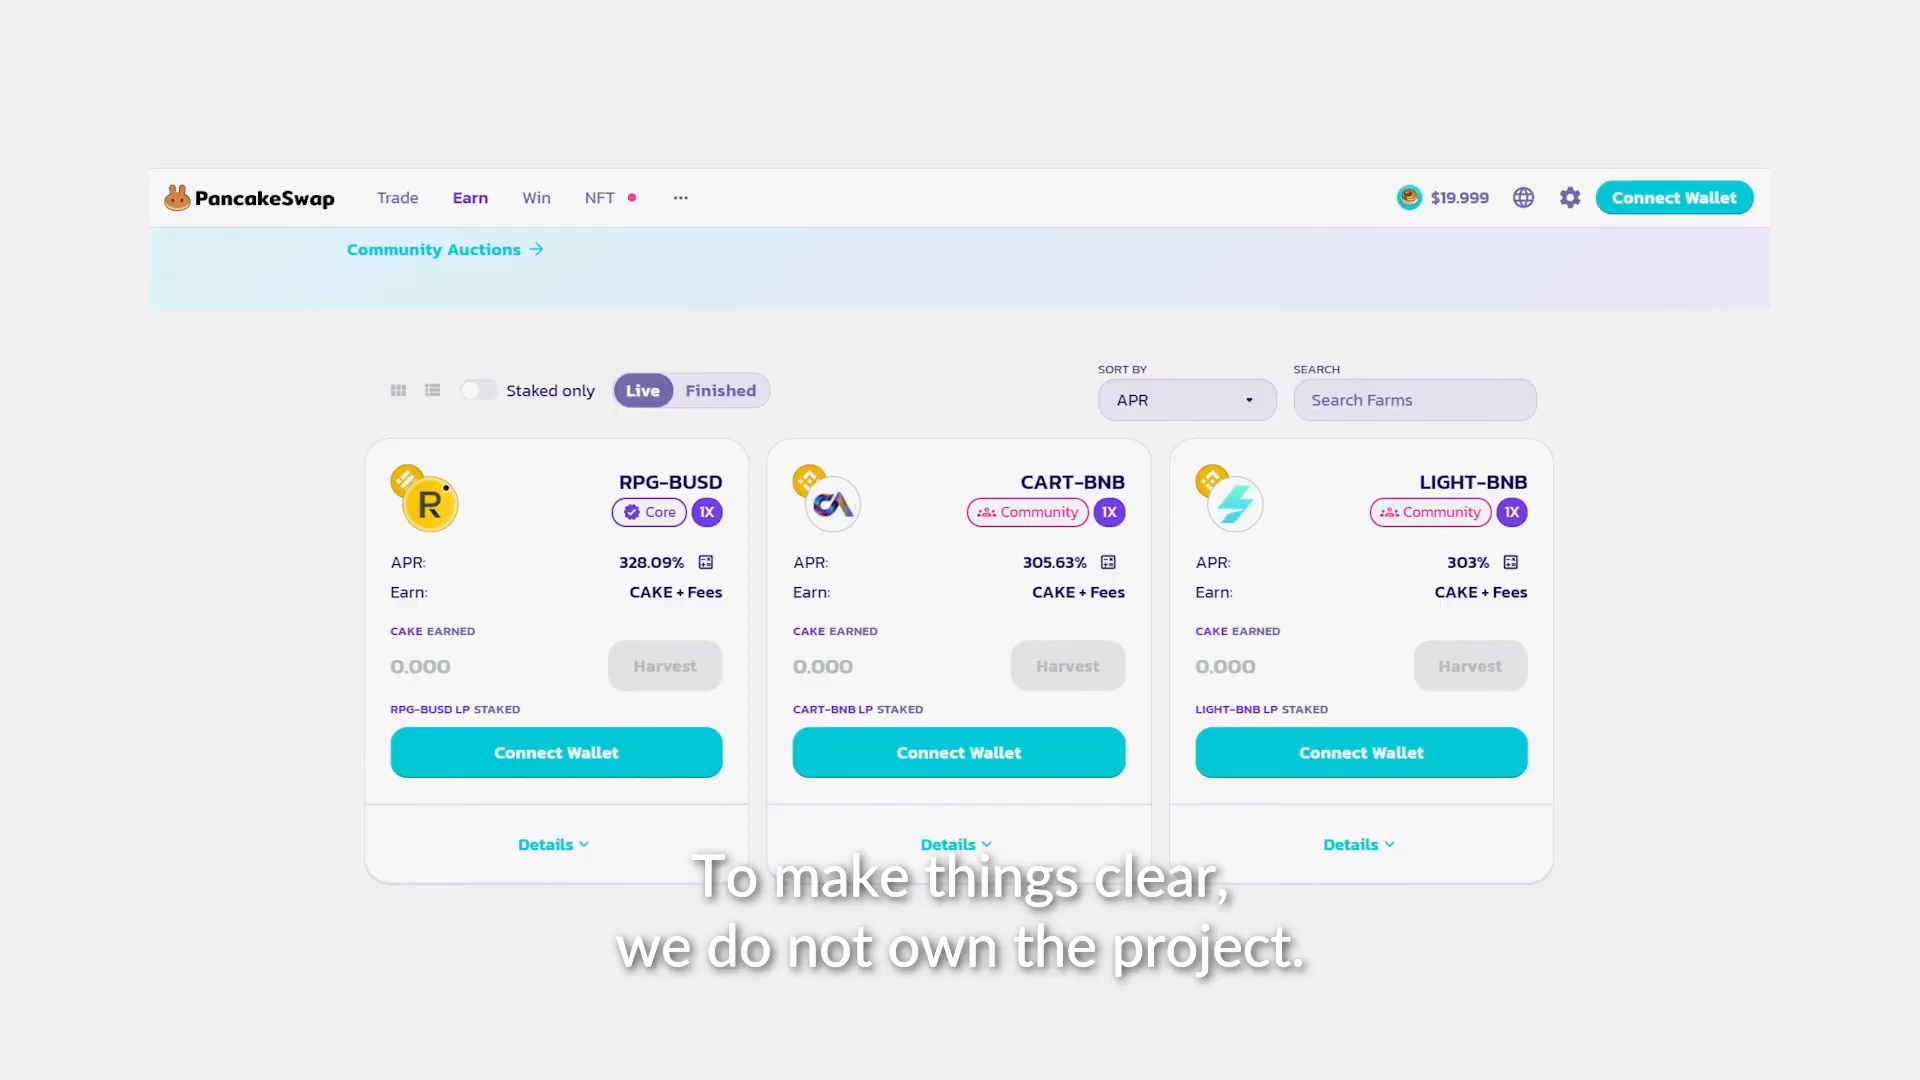 PancakeSwap Trade Earn Win NFT ... $19.999 Connect Wallet
Community Auctions →
Staked only Live Finished
SORT BY
APR
SEARCH
Search Farms
R
RPG-BUSD
Core 1X
APR: 328.09%
Earn: CAKE + Fees
CAKE EARNED
0.000 Harvest
RPG-BUSD LP STAKED
Connect Wallet
Details
CA
CART-BNB
Community 1X
APR: 305.63%
Earn: CAKE + Fees
CAKE EARNED
0.000 Harvest
CART-BNB LP STAKED
Connect Wallet
Details
LIGHT-BNB
Community 1X
APR: 303%
Earn: CAKE + Fees
CAKE EARNED
0.000 Harvest
LIGHT-BNB LP STAKED
Connect Wallet
Details
To make things clear,
we do not own the project.